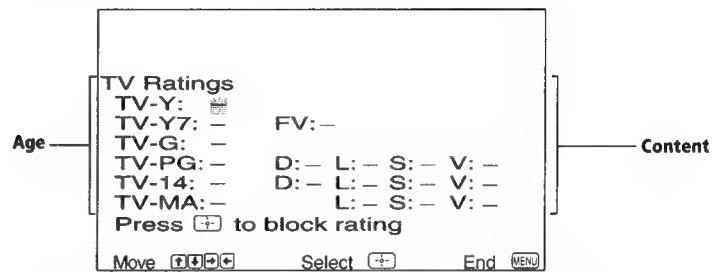 TV Ratings
TV-Y: –
TV-Y7: – FV: –
TV-G: –
TV-PG: – D: – L: – S: – V: –
TV-14: – D: – L: – S: – V: –
TV-MA: – L: – S: – V: –
Press to block rating
Move Select End MENU
Age
Content